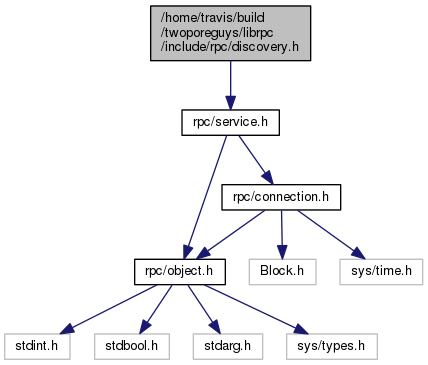 /home/travis/build
/twoporeguys/librpc
/include/rpc/discovery.h
rpc/service.h
rpc/connection.h
rpc/object.h
Block.h
sys/time.h
stdint.h
stdbool.h
stdarg.h
sys/types.h